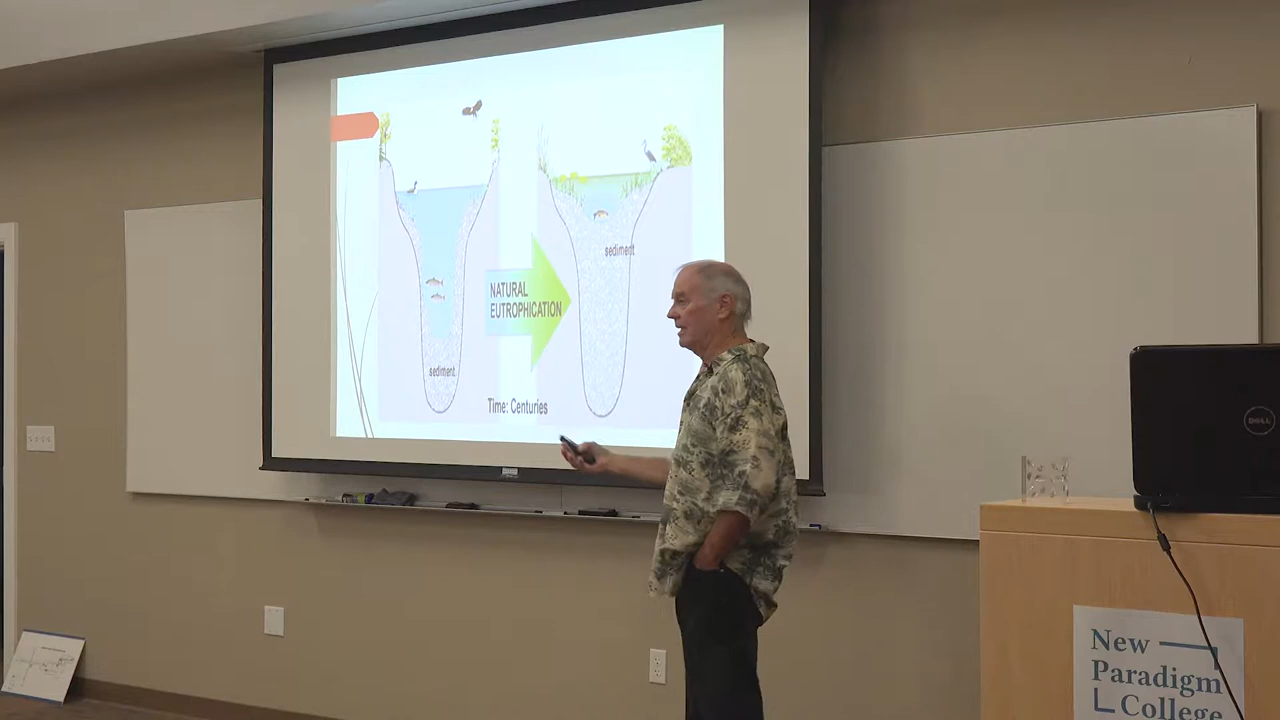 sediment
NATURAL
EUTROPHICATION
sediment
Time: Centuries
DELL
New
Paradigm
College